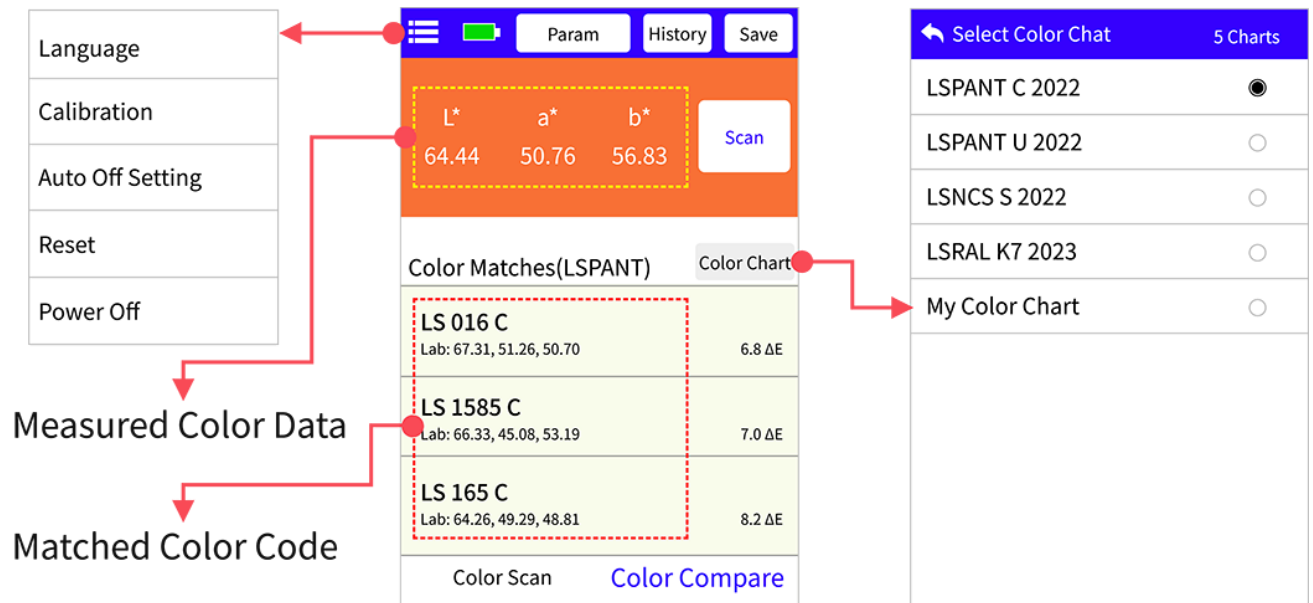 Language
Calibration
Auto Off Setting
Reset
Power Off
Measured Color Data
Matched Color Code
Param
History
Save
L* a* b*
64.44 50.76 56.83
Scan
Color Matches(LSPANT)
Color Chart
LS 016 C
Lab: 67.31, 51.26, 50.70
6.8 ΔE
LS 1585 C
Lab: 66.33, 45.08, 53.19
7.0 ΔE
LS 165 C
Lab: 64.26, 49.29, 48.81
8.2 ΔE
Color Scan
Color Compare
Select Color Chat
5 Charts
LSPANT C 2022
LSPANT U 2022
LSNCS S 2022
LSRAL K7 2023
My Color Chart